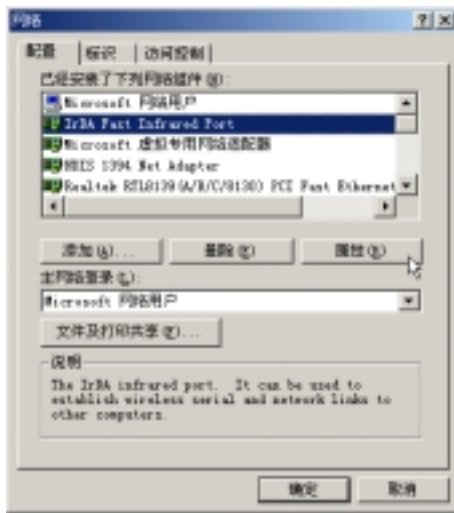 网络
配置 标识 访问控制
已经安装了下列网络组件(N):
Microsoft 网络用户
IrDA Fast Infrared Port
Microsoft 虚拟专用网络适配器
NDIS 1394 Net Adapter
Realtek RTL8139(A/B/C/8130) PCI Fast Ethernet
添加(A)... 删除(E) 属性(R)
主网络登录(L):
Microsoft 网络用户
文件及打印共享(F)...
说明
The IrDA infrared port. It can be used to
establish wireless serial and network links to
other computers.
确定 取消